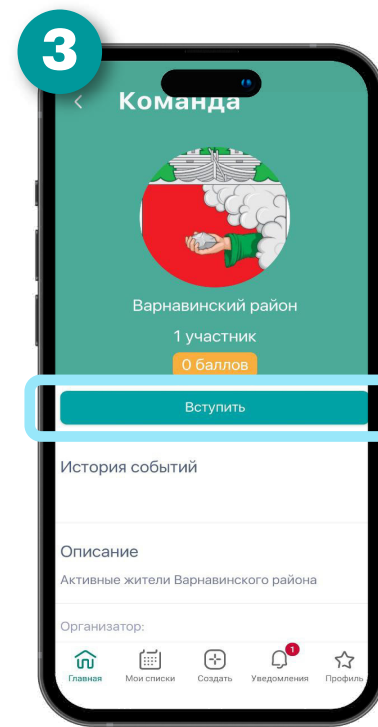 3
Команда
Варнавинский район
1 участник
0 баллов
Вступить
История событий
Описание
Активные жители Варнавинского района
Организатор:
1
Главная Мои списки Создать Уведомления Профиль